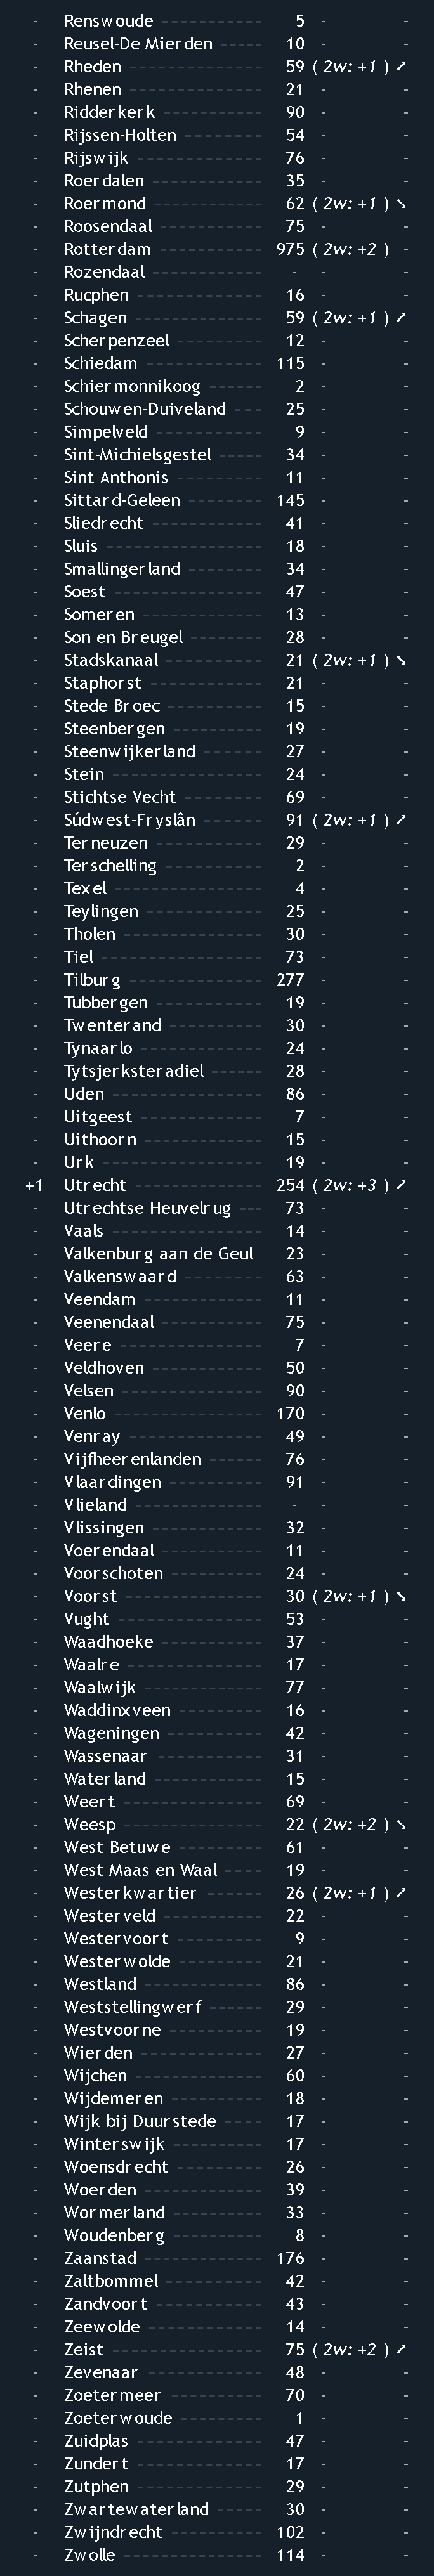 - Renswoude ----------- 5 - -
- Reusel-De Mierden ----- 10 - -
- Rheden -------------- 59 ( 2w: +1 ) ➚
- Rhenen -------------- 21 - -
- Ridderkerk ----------- 90 - -
- Rijssen-Holten --------- 54 - -
- Rijswijk -------------- 76 - -
- Roerdalen ------------ 35 - -
- Roermond ------------ 62 ( 2w: +1 ) ➘
- Roosendaal ----------- 75 - -
- Rotterdam ------------ 975 ( 2w: +2 ) -
- Rozendaal ------------ - - -
- Rucphen ------------- 16 - -
- Schagen ------------- 59 ( 2w: +1 ) ➚
- Scherpenzeel --------- 12 - -
- Schiedam ------------ 115 - -
- Schiermonnikoog ------ 2 - -
- Schouwen-Duiveland --- 25 - -
- Simpelveld ----------- 9 - -
- Sint-Michielsgestel ----- 34 - -
- Sint Anthonis ---------- 11 - -
- Sittard-Geleen --------- 145 - -
- Sliedrecht ------------ 41 - -
- Sluis ----------------- 18 - -
- Smallingerland -------- 34 - -
- Soest ---------------- 47 - -
- Someren ------------- 13 - -
- Son en Breugel -------- 28 - -
- Stadskanaal ----------- 21 ( 2w: +1 ) ➘
- Staphorst ------------ 21 - -
- Stede Broec ---------- 15 - -
- Steenbergen ---------- 19 - -
- Steenwijkerland ------ 27 - -
- Stein ---------------- 24 - -
- Stichtse Vecht --------- 69 - -
- Súdwest-Fryslân ------- 91 ( 2w: +1 ) ➚
- Terneuzen ------------ 29 - -
- Terschelling ----------- 2 - -
- Texel ---------------- 4 - -
- Teylingen ------------- 25 - -
- Tholen --------------- 30 - -
- Tiel ------------------ 73 - -
- Tilburg --------------- 277 - -
- Tubbergen ------------ 19 - -
- Twenterand ---------- 30 - -
- Tynaarlo ------------- 24 - -
- Tytsjerksteradiel ------ 28 - -
- Uden ---------------- 86 - -
- Uitgeest ------------- 7 - -
- Uithoorn ------------- 15 - -
- Urk ----------------- 19 - -
+1 Utrecht -------------- 254 ( 2w: +3 ) ➚
- Utrechtse Heuvelrug --- 73 - -
- Vaals ---------------- 14 - -
- Valkenburg aan de Geul 23 - -
- Valkenswaard --------- 63 - -
- Veendam ------------- 11 - -
- Veenendaal ----------- 75 - -
- Veere --------------- 7 - -
- Veldhoven ------------ 50 - -
- Velsen --------------- 90 - -
- Venlo ---------------- 170 - -
- Venray -------------- 49 - -
- Vijfheerenlanden ------ 76 - -
- Vlaardingen ---------- 91 - -
- Vlieland -------------- - - -
- Vlissingen ------------ 32 - -
- Voerendaal ----------- 11 - -
- Voorschoten ---------- 24 - -
- Voorst --------------- 30 ( 2w: +1 ) ➘
- Vught --------------- 53 - -
- Waadhoeke ----------- 37 - -
- Waalre -------------- 17 - -
- Waalwijk ------------- 77 - -
- Waddinxveen --------- 16 - -
- Wageningen ---------- 42 - -
- Wassenaar ----------- 31 - -
- Waterland ----------- 15 - -
- Weert --------------- 69 - -
- Weesp --------------- 22 ( 2w: +2 ) ➘
- West Betuwe --------- 61 - -
- West Maas en Waal ---- 19 - -
- Westerkwartier ------- 26 ( 2w: +1 ) ➚
- Westerveld ----------- 22 - -
- Westervoort ---------- 9 - -
- Westerwolde --------- 21 - -
- Westland ------------ 86 - -
- Weststellingwerf ------ 29 - -
- Westvoorne ---------- 19 - -
- Wierden ------------- 27 - -
- Wijchen ------------- 60 - -
- Wijdemeren ---------- 18 - -
- Wijk bij Duurstede ----- 17 - -
- Winterswijk ---------- 17 - -
- Woensdrecht --------- 26 - -
- Woerden ------------ 39 - -
- Wormerland ---------- 33 - -
- Woudenberg ---------- 8 - -
- Zaanstad ------------- 176 - -
- Zaltbommel ---------- 42 - -
- Zandvoort ------------ 43 - -
- Zeewolde ------------ 14 - -
- Zeist ---------------- 75 ( 2w: +2 ) ➚
- Zevenaar ------------ 48 - -
- Zoetermeer ---------- 70 - -
- Zoeterwoude --------- 1 - -
- Zuidplas ------------- 47 - -
- Zundert ------------- 17 - -
- Zutphen ------------- 29 - -
- Zwartewaterland ----- 30 - -
- Zwijndrecht ---------- 102 - -
- Zwolle --------------- 114 - -